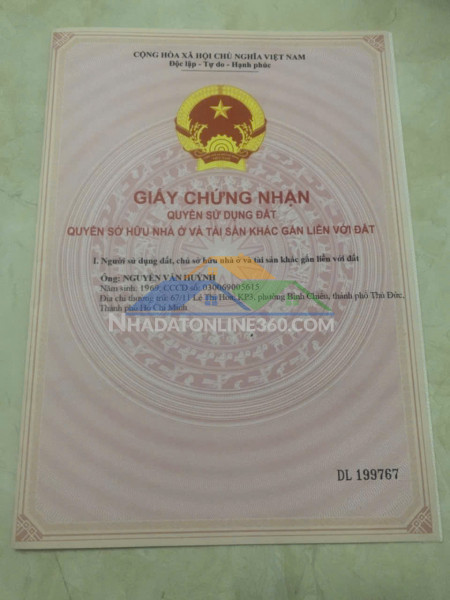 CỘNG HÒA XÃ HỘI CHỦ NGHĨA VIỆT NAM
Độc lập - Tự do - Hạnh phúc
GIẤY CHỨNG NHẬN
QUYỀN SỬ DỤNG ĐẤT
QUYỀN SỞ HỮU NHÀ Ở VÀ TÀI SẢN KHÁC GẮN LIỀN VỚI ĐẤT
I. Người sử dụng đất, chủ sở hữu nhà ở và tài sản khác gắn liền với đất
Ông: NGUYỄN VĂN HUỲNH
Năm sinh: 1969, CCCD số: 030069005615
Địa chỉ thường trú: 67/11 Lê Thị Hoa, KP3, phường Bình Chiểu, thành phố Thủ Đức,
Thành phố Hồ Chí Minh
NHADATONLINE360.COM
DL 199767